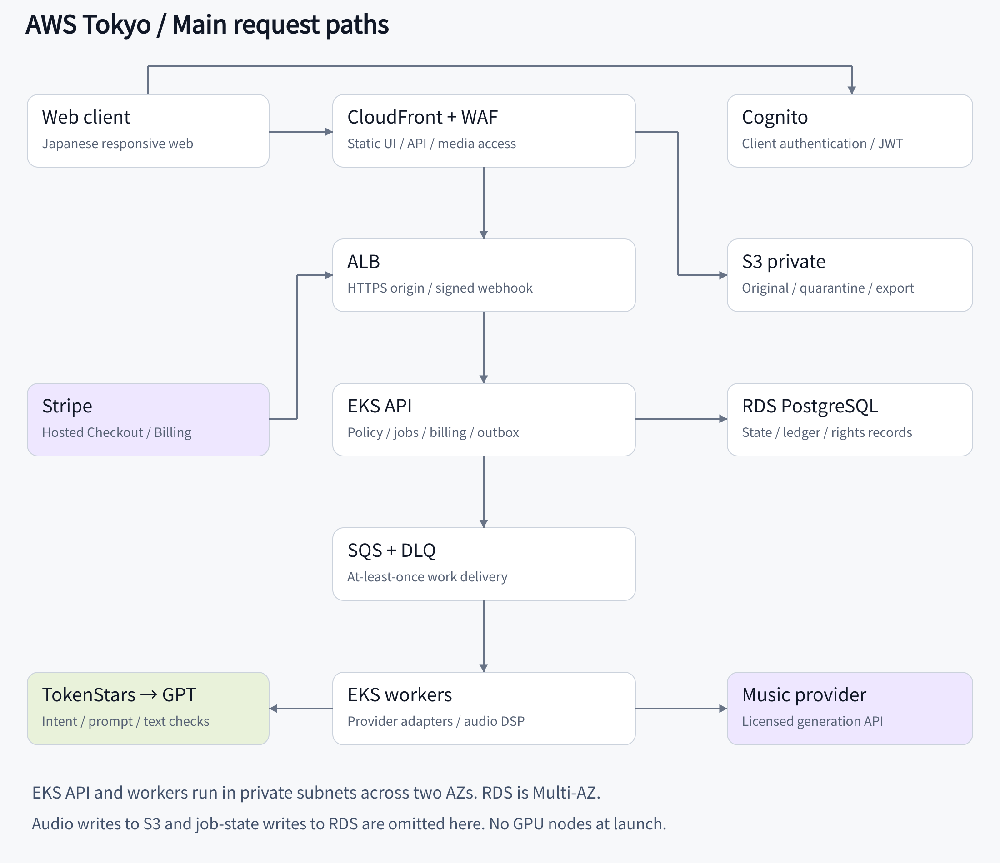 AWS Tokyo / Main request paths
Web client
Japanese responsive web
CloudFront + WAF
Static UI / API / media access
Cognito
Client authentication / JWT
ALB
HTTPS origin / signed webhook
S3 private
Original / quarantine / export
Stripe
Hosted Checkout / Billing
EKS API
Policy / jobs / billing / outbox
RDS PostgreSQL
State / ledger / rights records
SQS + DLQ
At-least-once work delivery
TokenStars → GPT
Intent / prompt / text checks
EKS workers
Provider adapters / audio DSP
Music provider
Licensed generation API
EKS API and workers run in private subnets across two AZs. RDS is Multi-AZ.
Audio writes to S3 and job-state writes to RDS are omitted here. No GPU nodes at launch.